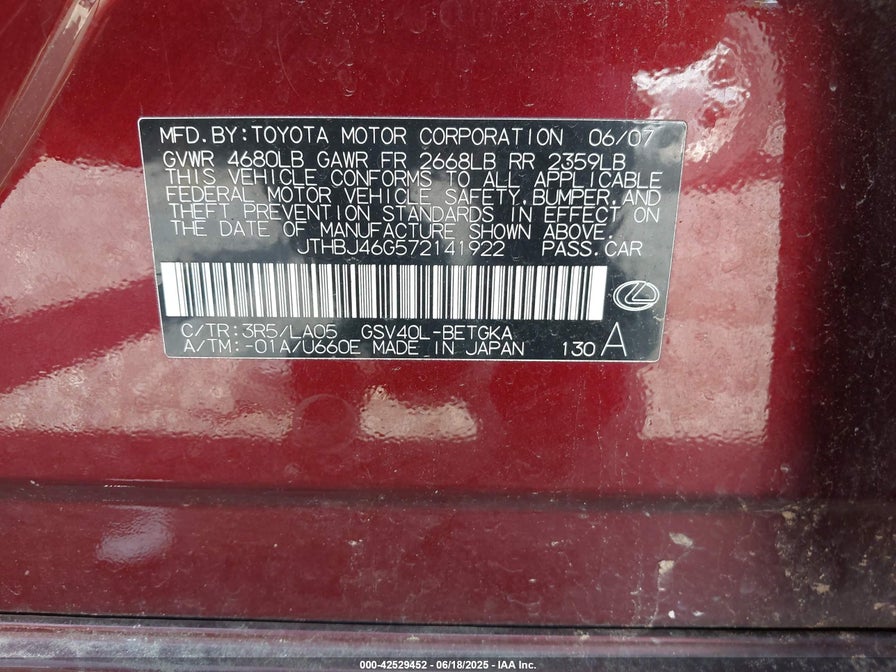 MFD.BY:TOYOTA MOTOR CORPORATION 06/07
GVWR 4680LB GAWR FR 2668LB RR 2359LB
THIS VEHICLE CONFORMS TO ALL APPLICABLE
FEDERAL MOTOR VEHICLE SAFETY,BUMPER,AND
THEFT PREVENTION STANDARDS IN EFFECT ON
THE DATE OF MANUFACTURE SHOWN ABOVE.
JTHBJ46G572141922 PASS.CAR
C/TR:3R5/LA05 GSV40L-BETGKA
A/TM:-01A/U660E MADE IN JAPAN 130 A
000-42529452 - 06/18/2025 - IAA Inc.